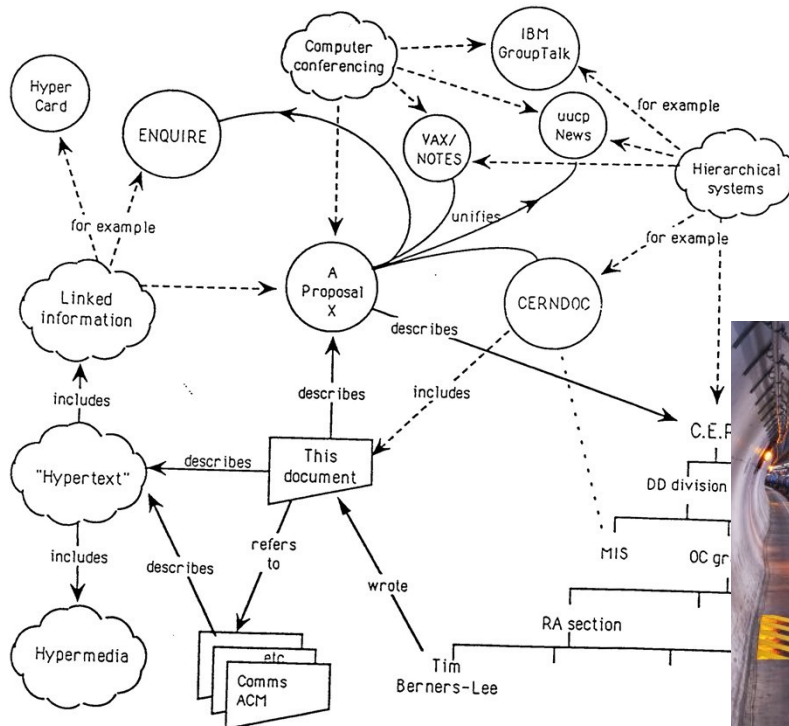 Computer
conferencing
IBM
GroupTalk
Hyper
Card
ENQUIRE
VAX/
NOTES
uucp
News
for example
Hierarchical
systems
unifies
for example
for example
Linked
information
A
Proposal
X
CERNDOC
describes
includes
describes
includes
C.E.R
"Hypertext"
describes
This
document
DD division
MIS
OC gr
includes
describes
refers
to
wrote
RA section
Hypermedia
etc
Comms
ACM
Tim
Berners-Lee